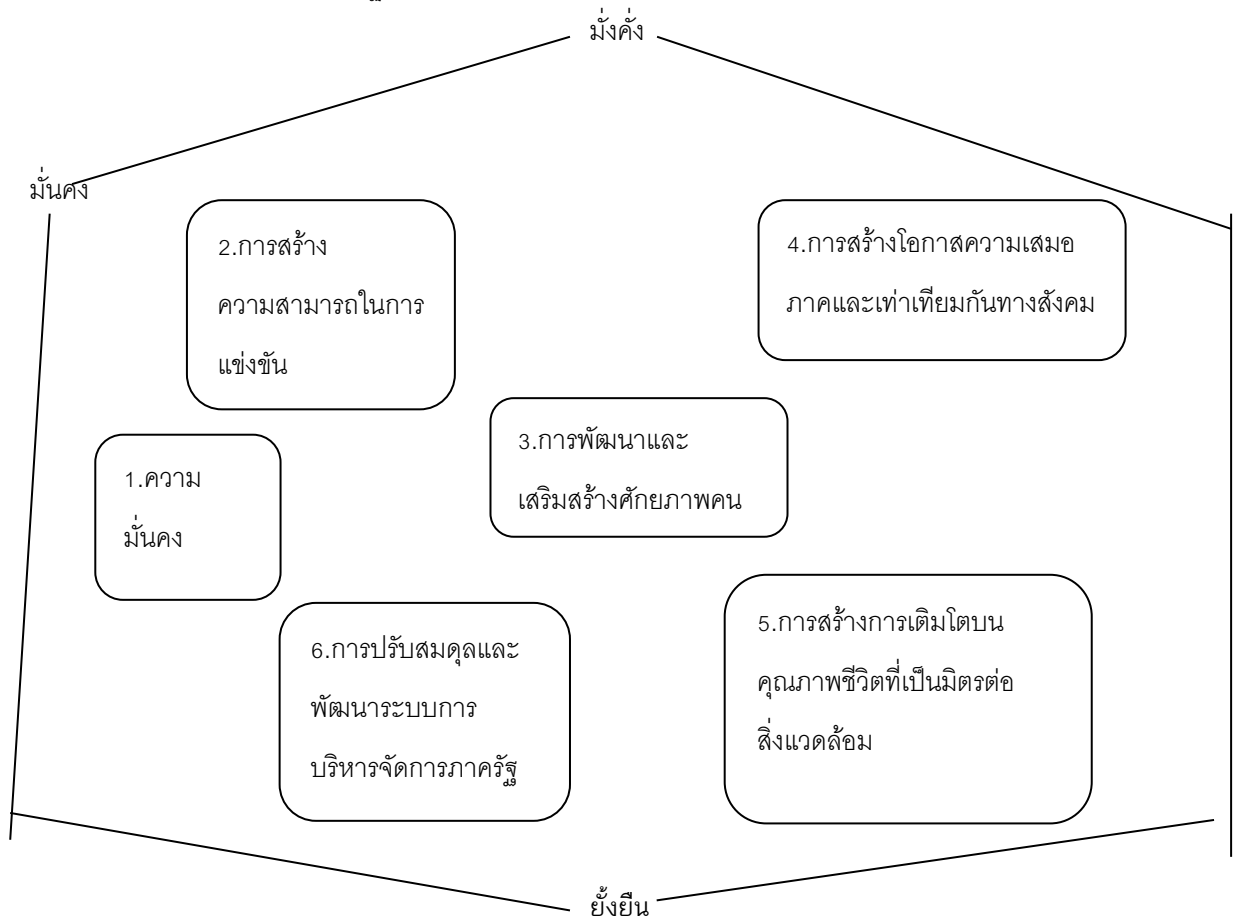 มั่งคั่ง
มั่นคง
2.การสร้าง
ความสามารถในการ
แข่งขัน
4.การสร้างโอกาสความเสมอ
ภาคและเท่าเทียมกันทางสังคม
3.การพัฒนาและ
เสริมสร้างศักยภาพคน
1.ความ
มั่นคง
5.การสร้างการเติมโตบน
คุณภาพชีวิตที่เป็นมิตรต่อ
สิ่งแวดล้อม
6.การปรับสมดุลและ
พัฒนาระบบการ
บริหารจัดการภาครัฐ
ยั้งยืน